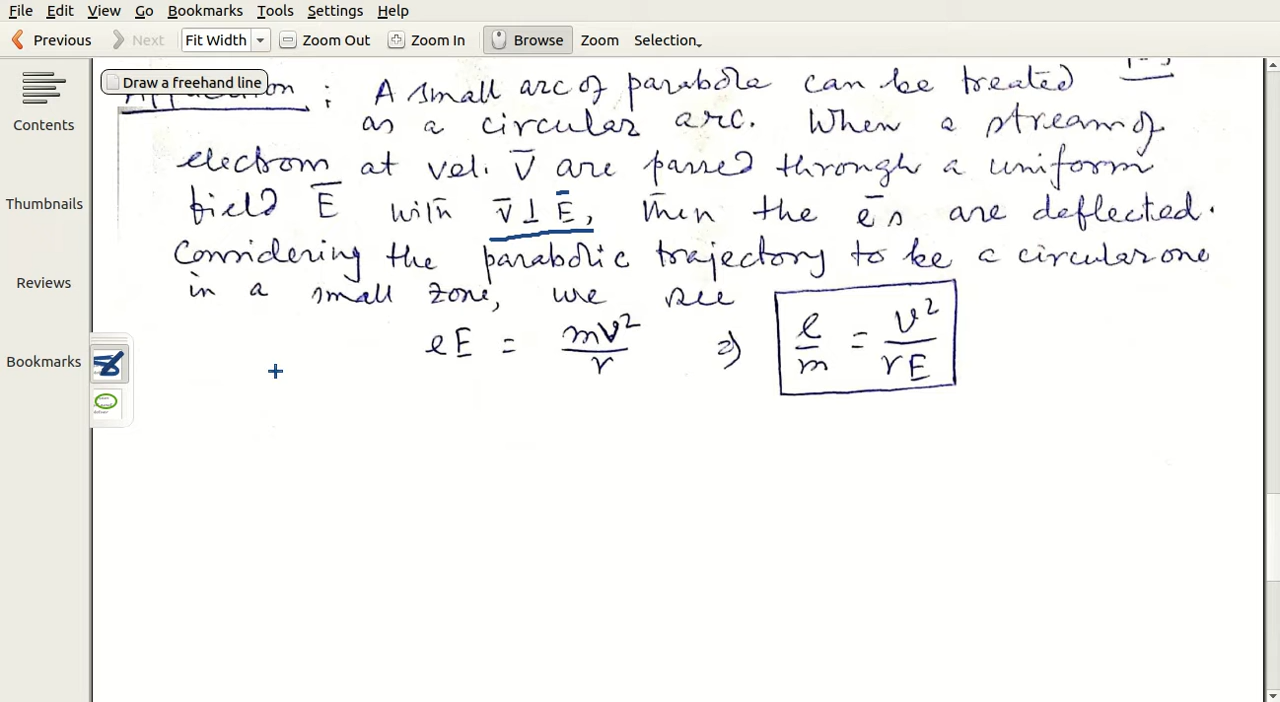 File Edit View Go Bookmarks Tools Settings Help
Previous Next Fit Width Zoom Out Zoom In Browse Zoom Selection
Draw a freehand line
Contents
Thumbnails
Reviews
Bookmarks
: A small arc of parabola can be treated
as a circular arc. When a stream of
electrons at vel. V̅ are passed through a uniform
field E̅ with v̅ ⊥ E̅, then the e̅s are deflected.
Considering the parabolic trajectory to be a circular one
in a small zone, we see
eE = mv²/r ⇒ e/m = v²/rE